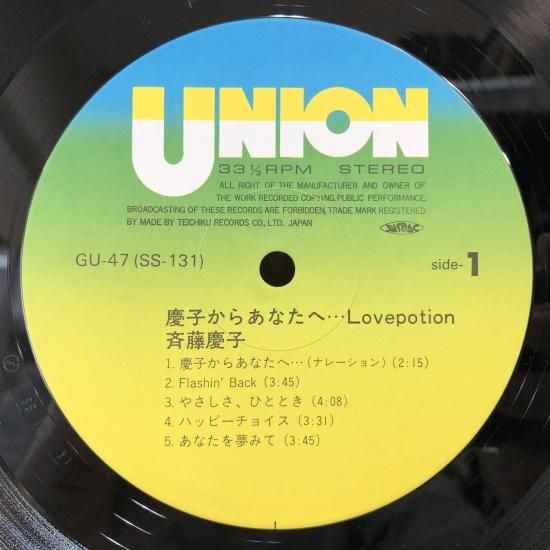 UNION
33 1/3 RPM STEREO
ALL RIGHT OF THE MANUFACTURER AND OWNER OF
THE WORK RECORDED COPYING.PUBLIC PERFORMANCE.
BROADCASTING OF THESE RECORDS ARE FORBIDDEN,TRADE MARK REGISTERED
BY MADE BY TEICHIKU RECORDS CO.,LTD. JAPAN
JASRAC
GU-47 (SS-131)
side-1
慶子からあなたへ…Lovepotion
斉藤慶子
1. 慶子からあなたへ…(ナレーション) (2:15)
2. Flashin' Back (3:45)
3. やさしさ、ひととき (4:08)
4. ハッピーチョイス (3:31)
5. あなたを夢みて (3:45)